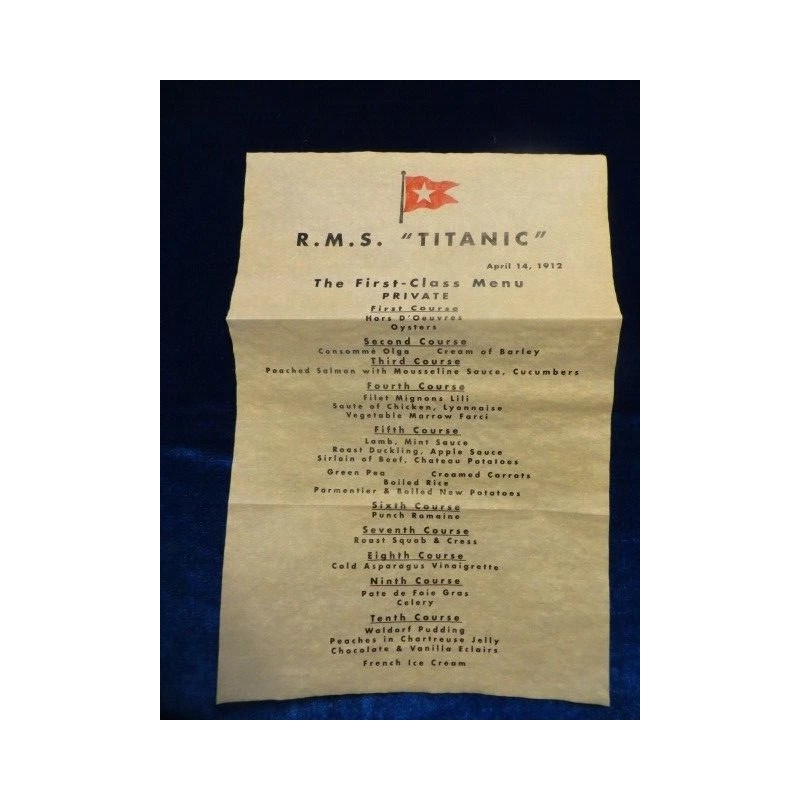 R.M.S. "TITANIC"
April 14, 1912
The First-Class Menu
PRIVATE
First Course
Hors D'Oeuvres
Oysters
Second Course
Consommé Olga Cream of Barley
Third Course
Poached Salmon with Mousseline Sauce, Cucumbers
Fourth Course
Filet Mignons Lili
Saute of Chicken, Lyonnaise
Vegetable Marrow Farci
Fifth Course
Lamb, Mint Sauce
Roast Duckling, Apple Sauce
Sirloin of Beef, Chateau Potatoes
Green Pea Creamed Carrots
Boiled Rice
Parmentier & Boiled New Potatoes
Sixth Course
Punch Romaine
Seventh Course
Roast Squab & Cress
Eighth Course
Cold Asparagus Vinaigrette
Ninth Course
Pate de Foie Gras
Celery
Tenth Course
Waldorf Pudding
Peaches in Chartreuse Jelly
Chocolate & Vanilla Eclairs
French Ice Cream